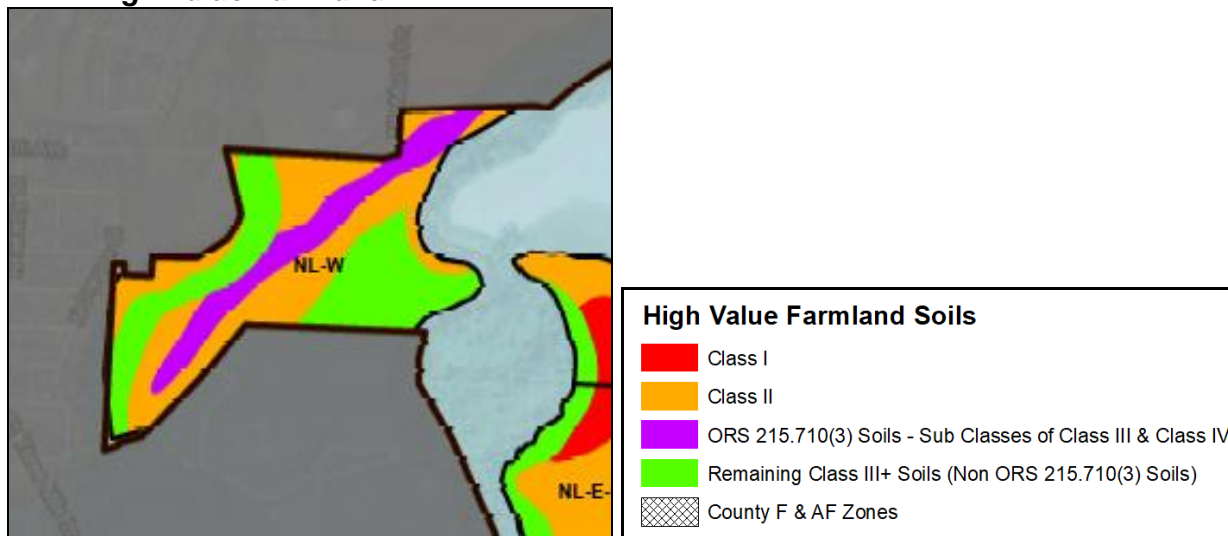 NL-W
NL-E-
High Value Farmland Soils
Class I
Class II
ORS 215.710(3) Soils - Sub Classes of Class III & Class IV
Remaining Class III+ Soils (Non ORS 215.710(3) Soils)
County F & AF Zones